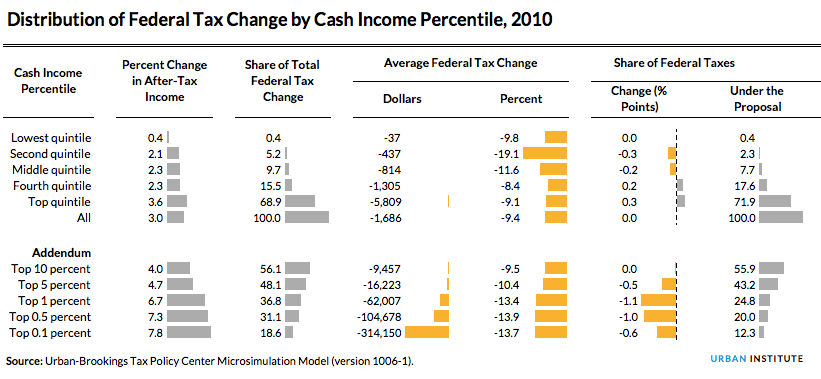 Distribution of Federal Tax Change by Cash Income Percentile, 2010
Cash Income Percentile
Percent Change in After-Tax Income
Share of Total Federal Tax Change
Average Federal Tax Change
Share of Federal Taxes
Dollars Percent Change (% Points) Under the Proposal
Lowest quintile 0.4 0.4 -37 -9.8 0.0 0.4
Second quintile 2.1 5.2 -437 -19.1 -0.3 2.3
Middle quintile 2.3 9.7 -814 -11.6 -0.2 7.7
Fourth quintile 2.3 15.5 -1,305 -8.4 0.2 17.6
Top quintile 3.6 68.9 -5,809 -9.1 0.3 71.9
All 3.0 100.0 -1,686 -9.4 0.0 100.0
Addendum
Top 10 percent 4.0 56.1 -9,457 -9.5 0.0 55.9
Top 5 percent 4.7 48.1 -16,223 -10.4 -0.5 43.2
Top 1 percent 6.7 36.8 -62,007 -13.4 -1.1 24.8
Top 0.5 percent 7.3 31.1 -104,678 -13.9 -1.0 20.0
Top 0.1 percent 7.8 18.6 -314,150 -13.7 -0.6 12.3
Source: Urban-Brookings Tax Policy Center Microsimulation Model (version 1006-1).
URBAN INSTITUTE